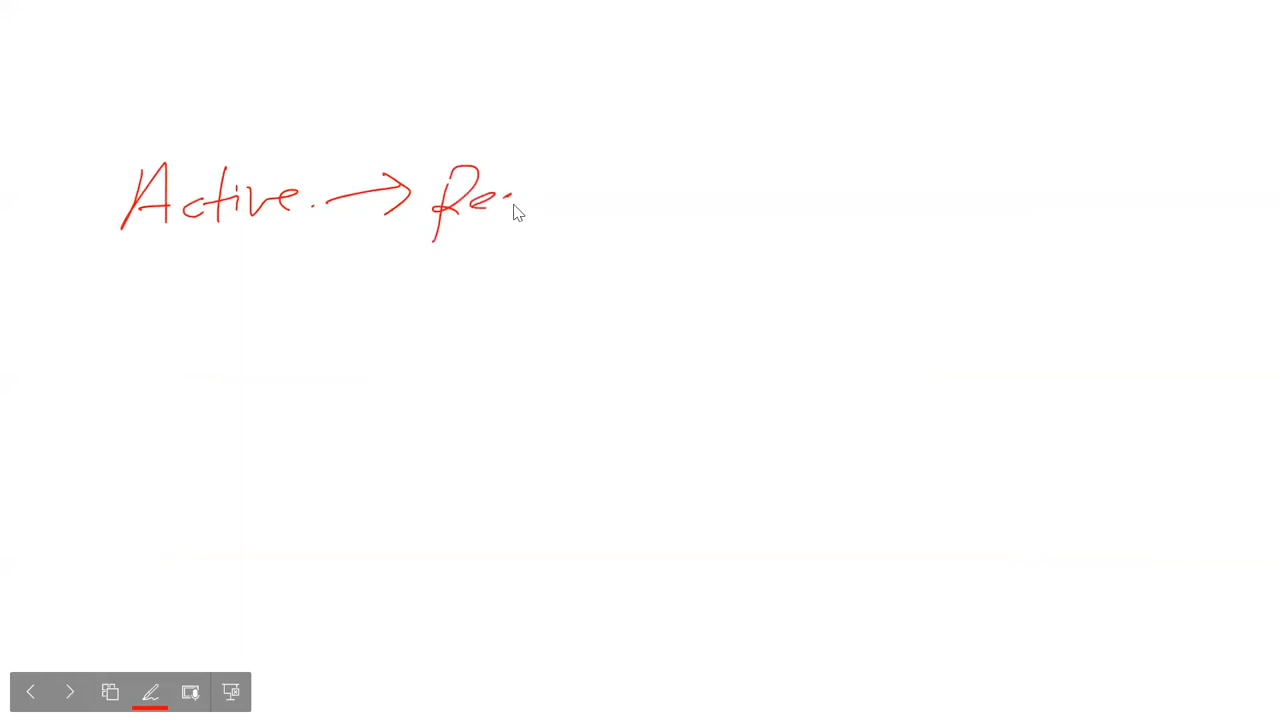 Active. → Re